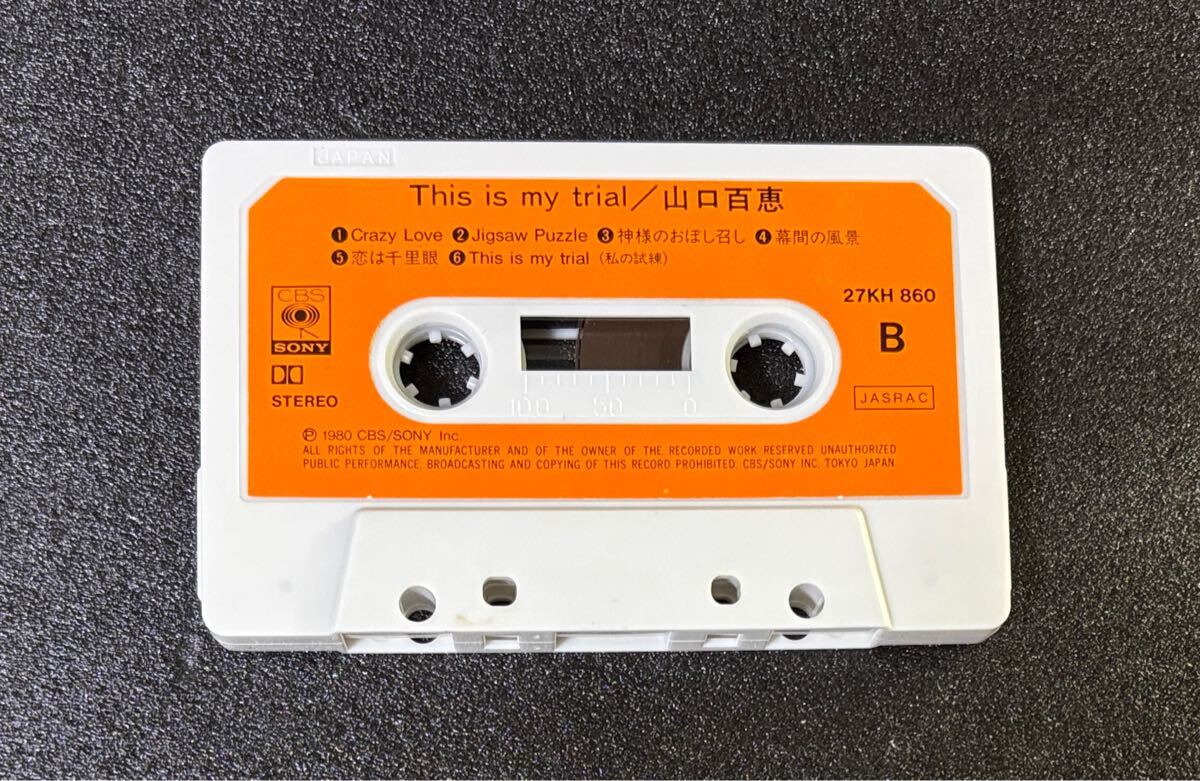 JAPAN
This is my trial／山口百恵
❶Crazy Love ❷Jigsaw Puzzle ❸神様のおぼし召し ❹幕間の風景
❺恋は千里眼 ❻This is my trial（私の試練）
27KH 860
CBS
SONY
B
STEREO
JASRAC
100 50 0
Ⓟ 1980 CBS/SONY Inc.
ALL RIGHTS OF THE MANUFACTURER AND OF THE OWNER OF THE RECORDED WORK RESERVED UNAUTHORIZED
PUBLIC PERFORMANCE. BROADCASTING AND COPYING OF THIS RECORD PROHIBITED. CBS/SONY INC. TOKYO JAPAN